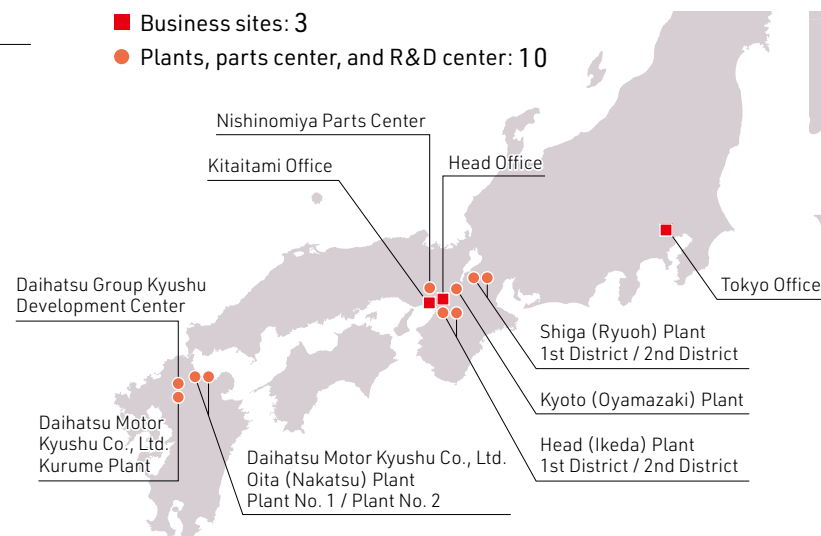 Business sites: 3
Plants, parts center, and R&D center: 10
Nishinomiya Parts Center
Kitaitami Office
Head Office
Tokyo Office
Daihatsu Group Kyushu
Development Center
Shiga (Ryuoh) Plant
1st District / 2nd District
Kyoto (Oyamazaki) Plant
Head (Ikeda) Plant
1st District / 2nd District
Daihatsu Motor
Kyushu Co., Ltd.
Kurume Plant
Daihatsu Motor Kyushu Co., Ltd.
Oita (Nakatsu) Plant
Plant No. 1 / Plant No. 2